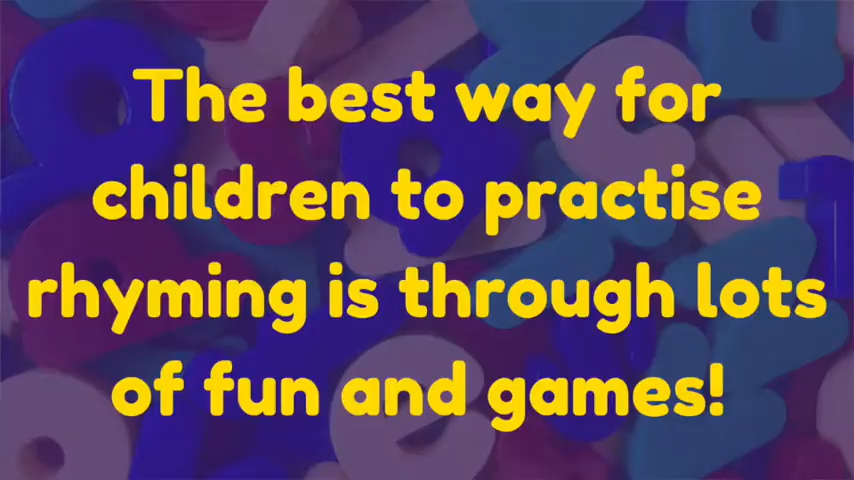 The best way for
children to practise
rhyming is through lots
of fun and games!